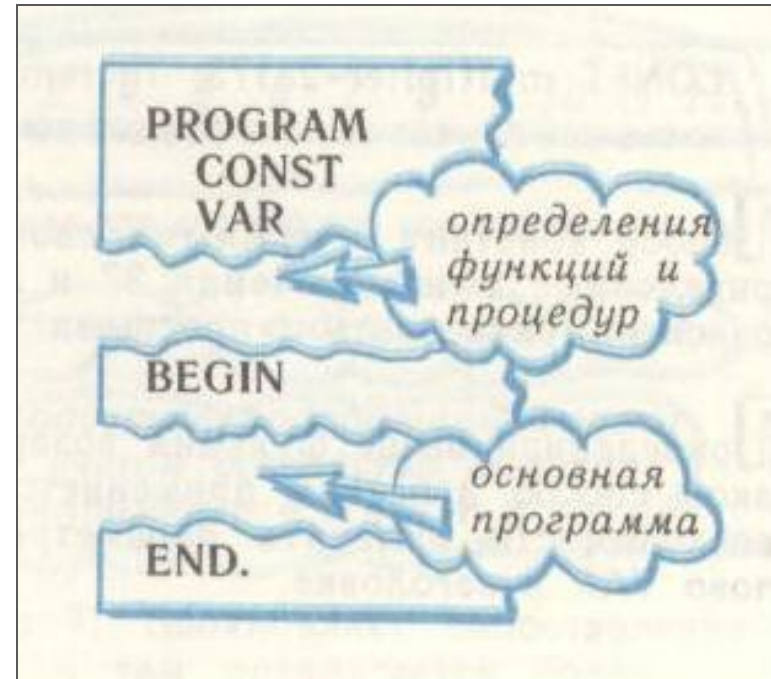 PROGRAM
CONST
VAR
определения
функций и
процедур
BEGIN
основная
программа
END.